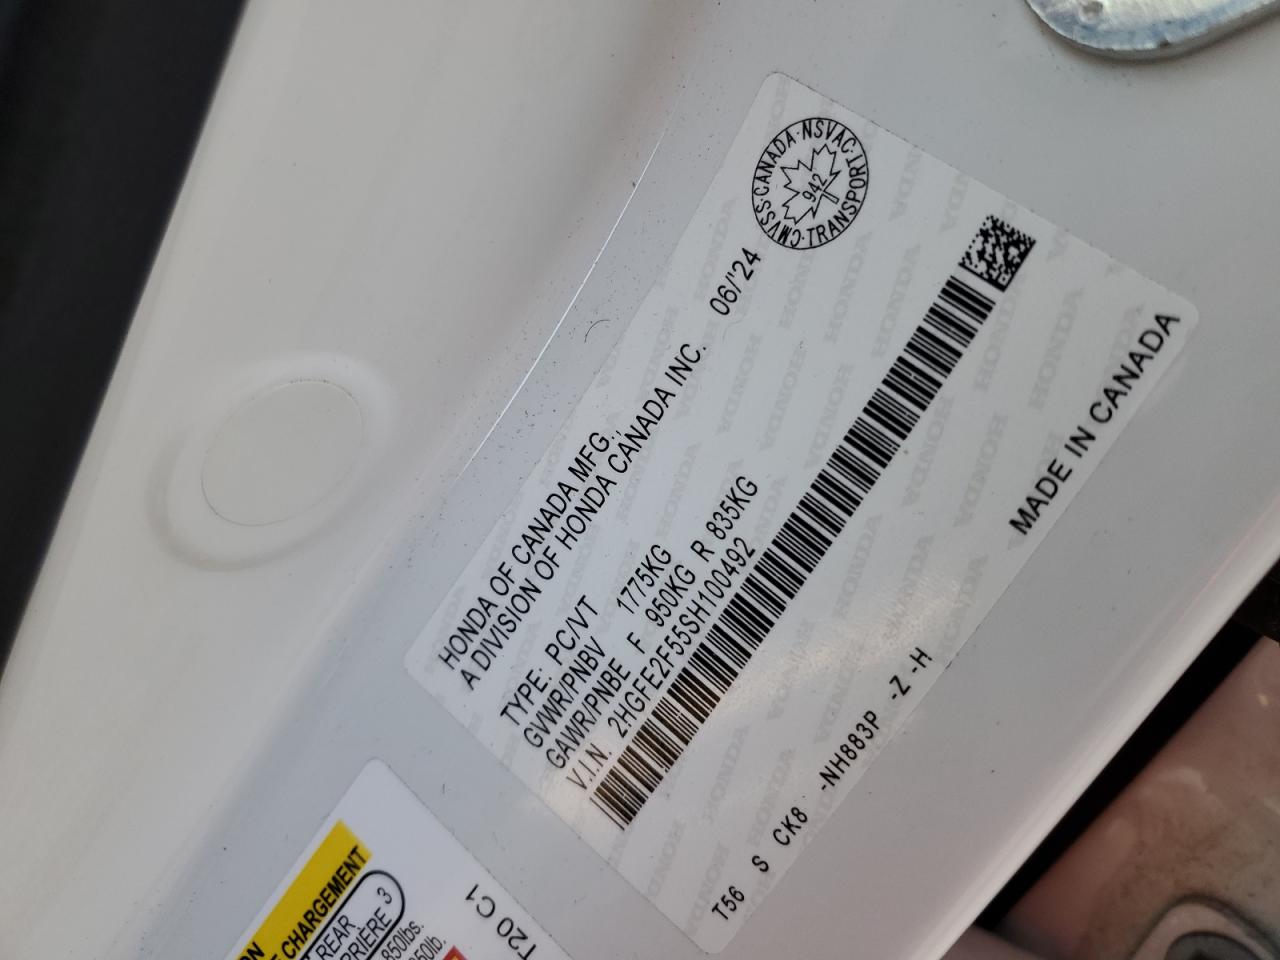 CMVSS·CANADA·NSVAC·TRANSPORT
942
HONDA OF CANADA MFG.,
A DIVISION OF HONDA CANADA INC. 06/'24
TYPE: PC/VT
GVWR/PNBV 1775KG
GAWR/PNBE F 950KG R 835KG
V.I.N. 2HGFE2F55SH100492
MADE IN CANADA
T56 S CK8 -NH883P -Z -H
CHARGEMENT
REAR
3
850lbs.
T20 C1